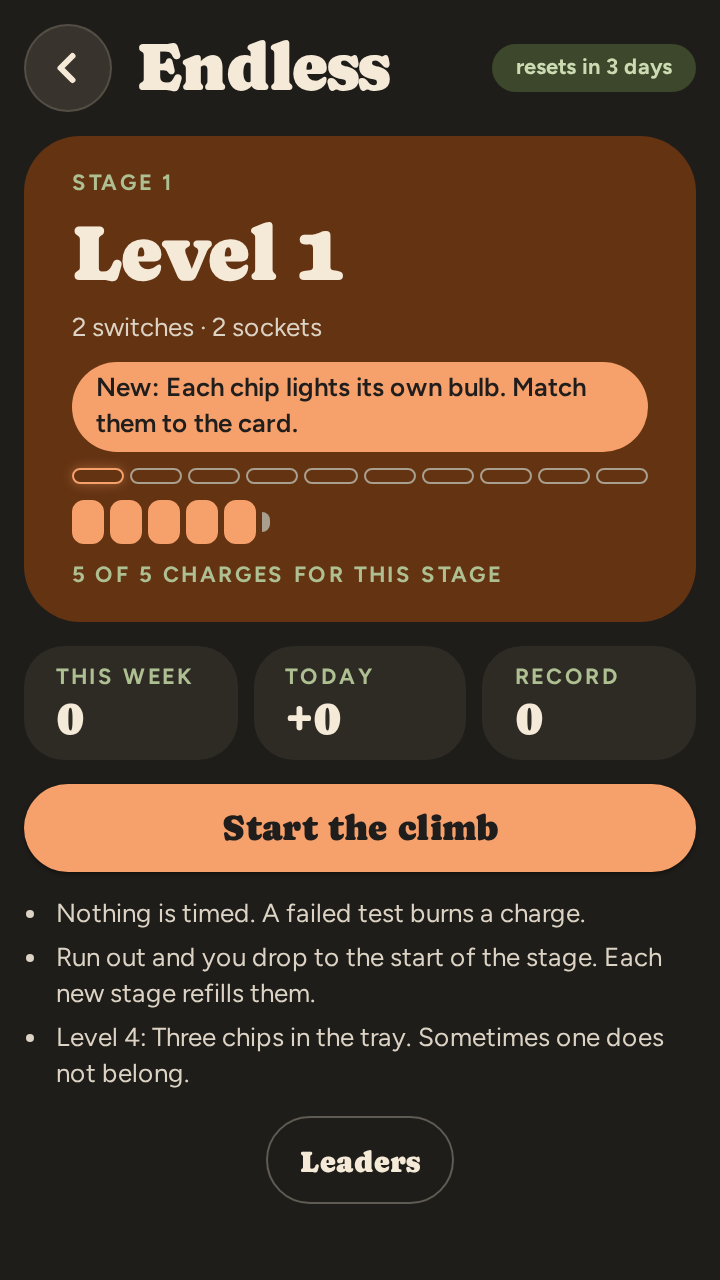 Endless
resets in 3 days
STAGE 1
Level 1
2 switches · 2 sockets
New: Each chip lights its own bulb. Match
them to the card.
5 OF 5 CHARGES FOR THIS STAGE
THIS WEEK
0
TODAY
+0
RECORD
0
Start the climb
• Nothing is timed. A failed test burns a charge.
• Run out and you drop to the start of the stage. Each
new stage refills them.
• Level 4: Three chips in the tray. Sometimes one does
not belong.
Leaders